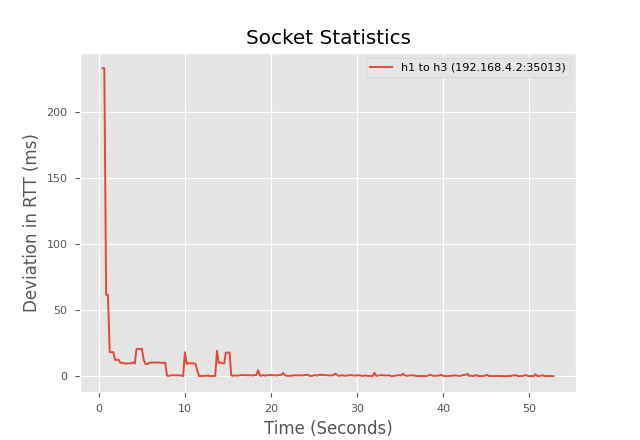 Socket Statistics
h1 to h3 (192.168.4.2:35013)
Deviation in RTT (ms)
200
150
100
50
0
0 10 20 30 40 50
Time (Seconds)